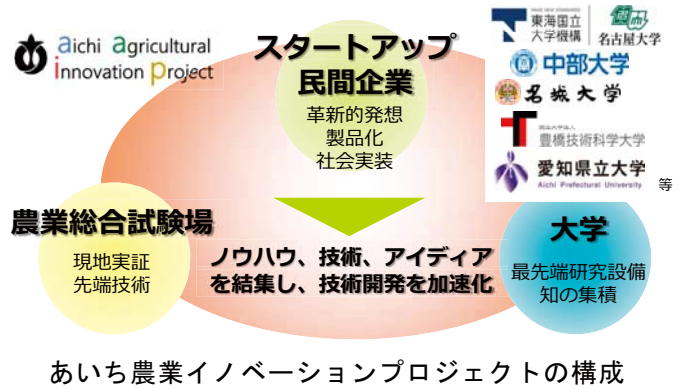 aichi agricultural
innovation project
スタートアップ
民間企業
革新的発想
製品化
社会実装
東海国立
大学機構
名古屋大学
中部大学
名城大学
豊橋技術科学大学
愛知県立大学
Aichi Prefectural University
等
農業総合試験場
現地実証
先端技術
ノウハウ、技術、アイディア
を結集し、技術開発を加速化
大学
最先端研究設備
知の集積
あいち農業イノベーションプロジェクトの構成